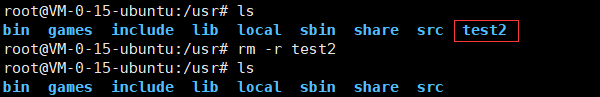 root@VM-0-15-ubuntu:/usr# ls
bin  games  include  lib  local  sbin  share  src  test2
root@VM-0-15-ubuntu:/usr# rm -r test2
root@VM-0-15-ubuntu:/usr# ls
bin  games  include  lib  local  sbin  share  src